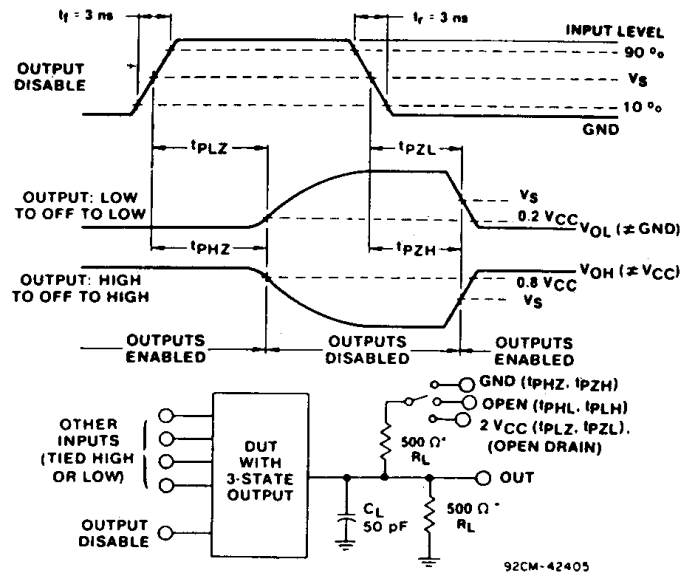 tf = 3 ns
tr = 3 ns
INPUT LEVEL
90 %
OUTPUT
DISABLE
VS
10 %
GND
tPLZ
tPZL
OUTPUT: LOW
TO OFF TO LOW
VS
0.2 VCC
VOL (≠ GND)
tPHZ
tPZH
OUTPUT: HIGH
TO OFF TO HIGH
VOH (≠ VCC)
0.8 VCC
VS
OUTPUTS
ENABLED
OUTPUTS
DISABLED
OUTPUTS
ENABLED
GND (tPHZ, tPZH)
OPEN (tPHL, tPLH)
2 VCC (tPLZ, tPZL),
(OPEN DRAIN)
OTHER
INPUTS
(TIED HIGH
OR LOW)
DUT
WITH
3-STATE
OUTPUT
500 Ω*
RL
OUT
CL
50 pF
500 Ω*
RL
OUTPUT
DISABLE
92CM-42405